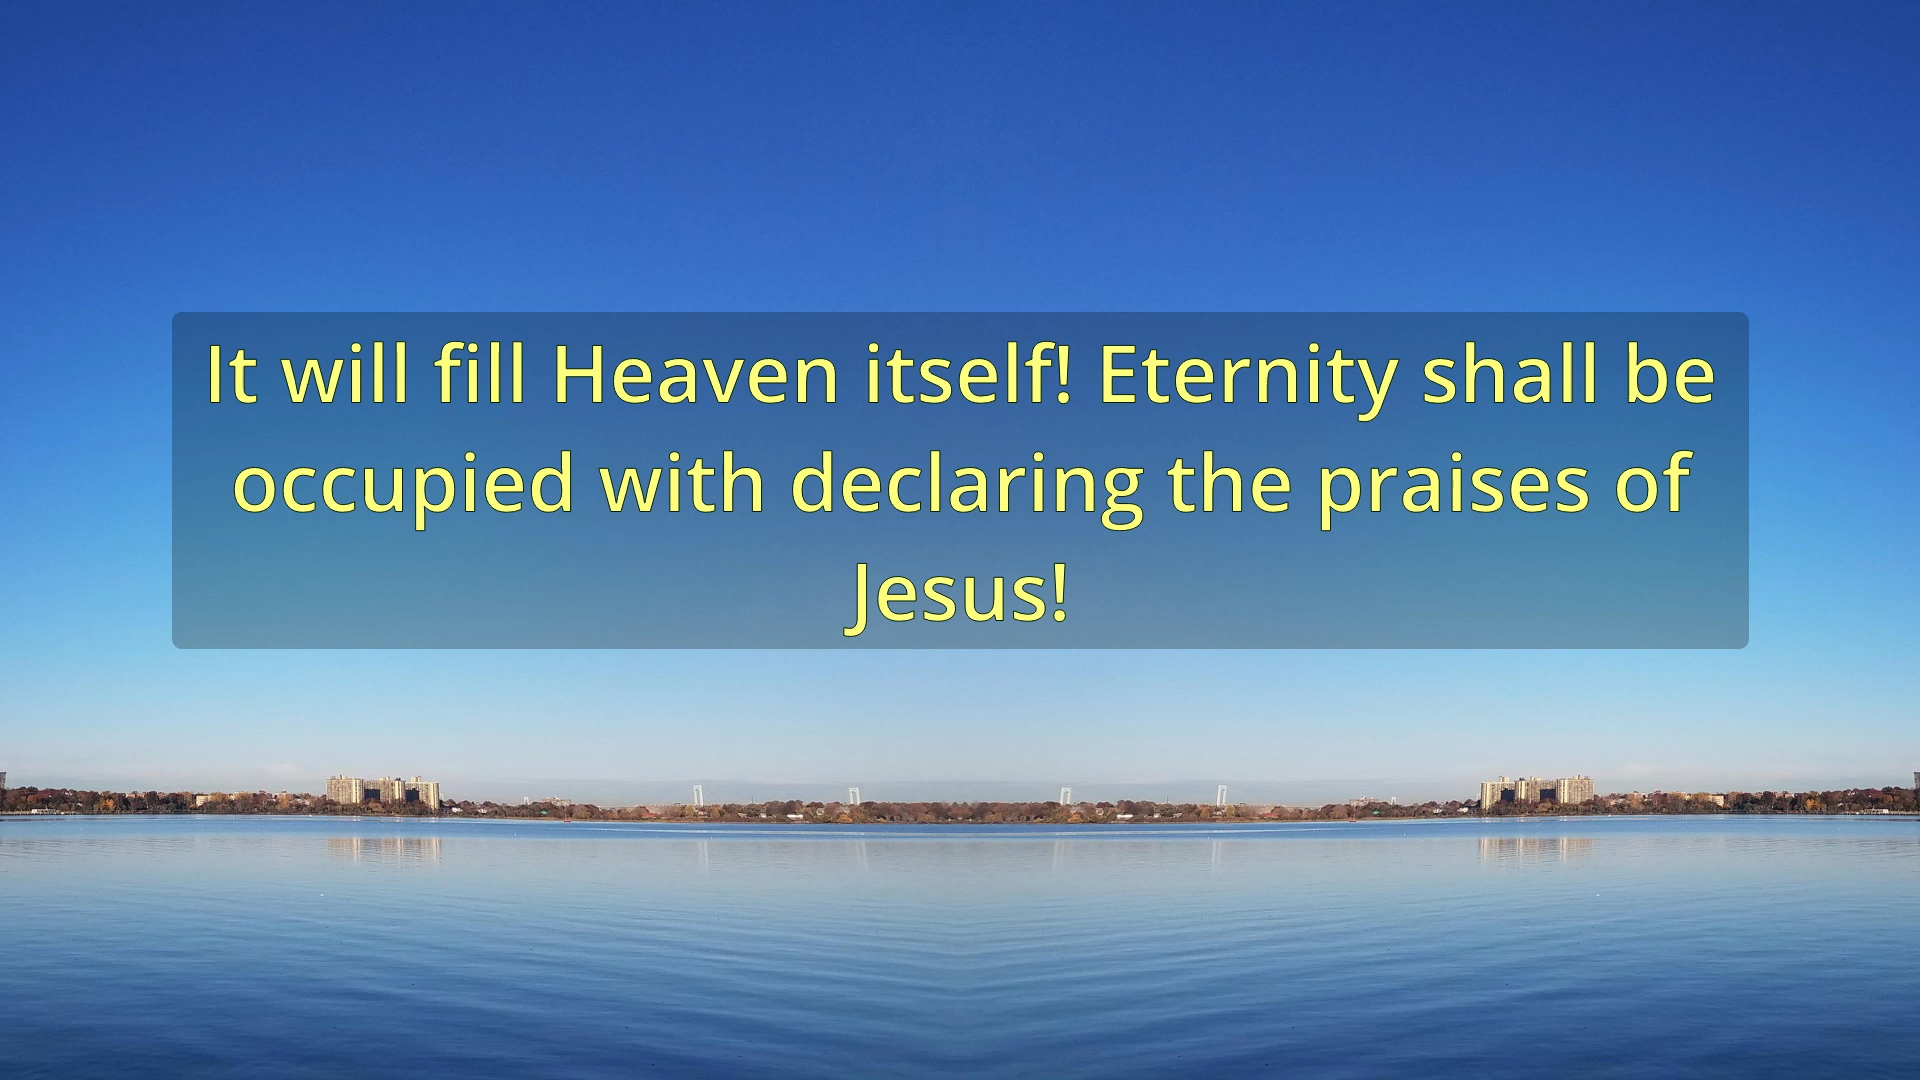 It will fill Heaven itself! Eternity shall be
occupied with declaring the praises of
Jesus!